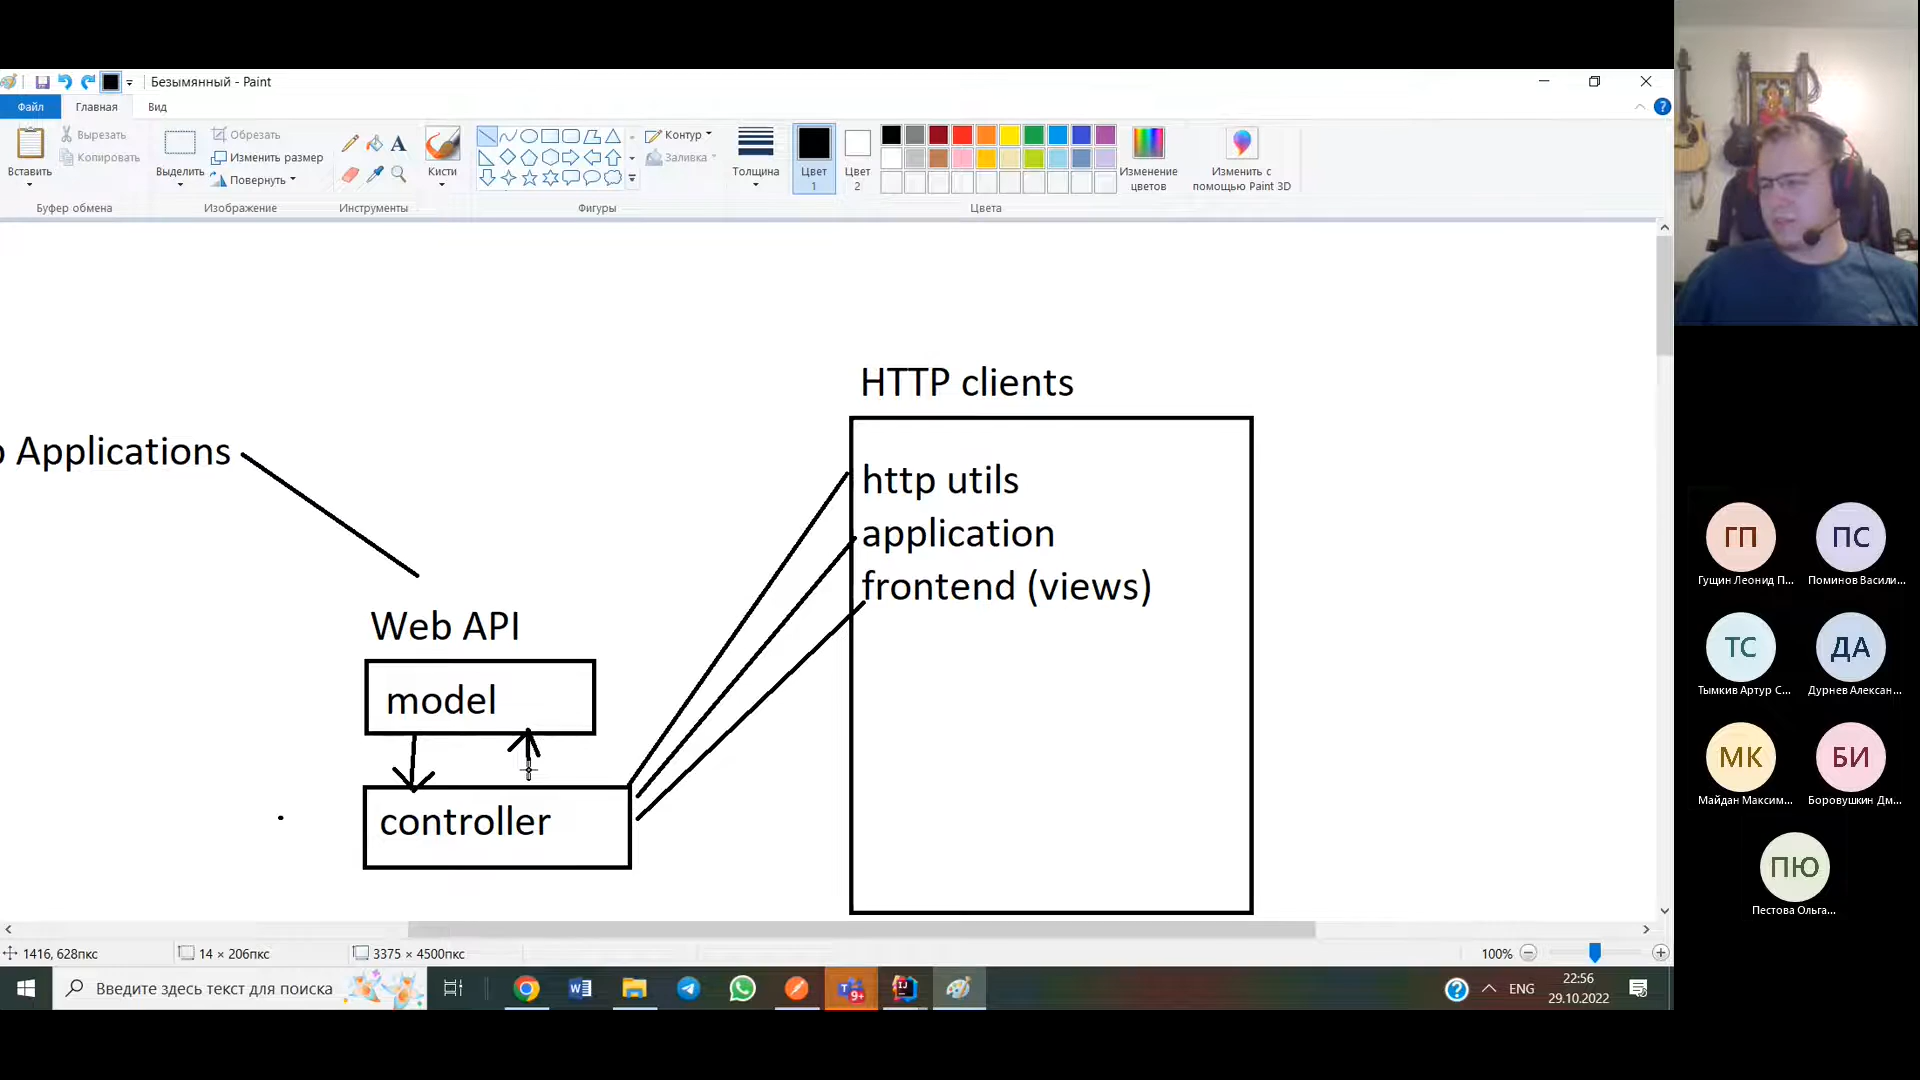 Безымянный - Paint
Файл
Главная
Вид
Вставить
Вырезать
Копировать
Буфер обмена
Выделить
Обрезать
Изменить размер
Повернуть
Изображение
A
Инструменты
Кисти
Фигуры
Контур
Заливка
Толщина
Цвет 1
Цвет 2
Цвета
Изменение цветов
Изменить с помощью Paint 3D
HTTP clients
Applications
http utils
application
frontend (views)
Web API
model
controller
1416, 628пкс
14 × 206пкс
3375 × 4500пкс
100%
Введите здесь текст для поиска
9+
ENG
22:56
29.10.2022
ГП
Гущин Леонид П...
ПС
Поминов Васили...
ТС
Тымкив Артур С...
ДА
Дурнев Алексан...
МК
Майдан Максим...
БИ
Боровушкин Дм...
ПЮ
Пестова Ольга...